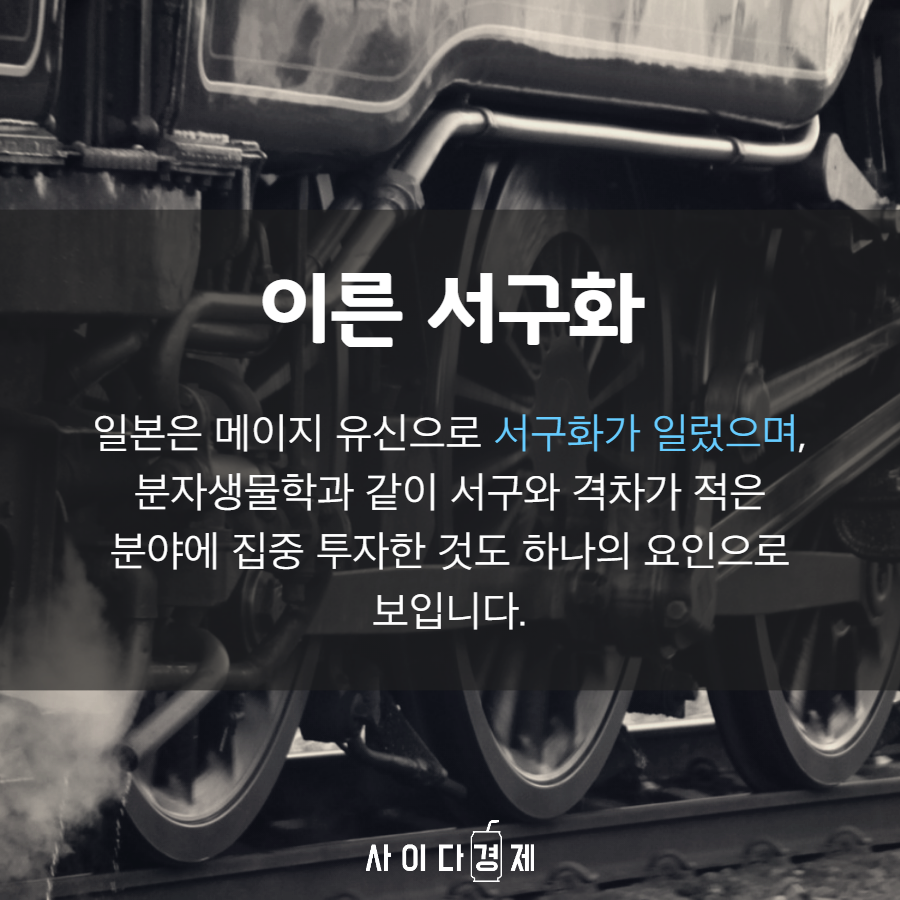 이른 서구화
일본은 메이지 유신으로 서구화가 일렀으며,
분자생물학과 같이 서구와 격차가 적은
분야에 집중 투자한 것도 하나의 요인으로
보입니다.
사이다경제